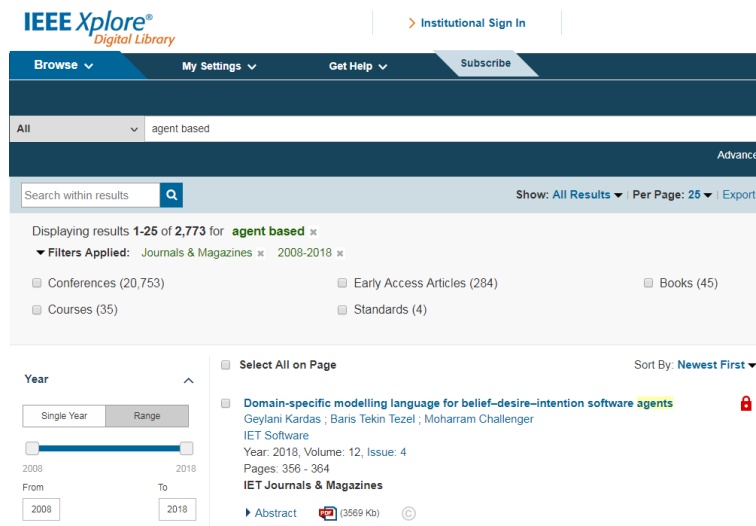 IEEE Xplore®
Digital Library
Institutional Sign In
Browse
My Settings
Get Help
Subscribe
All
agent based
Advance
Search within results
Show: All Results | Per Page: 25 | Export
Displaying results 1-25 of 2,773 for agent based ×
Filters Applied: Journals & Magazines × 2008-2018 ×
Conferences (20,753)
Early Access Articles (284)
Books (45)
Courses (35)
Standards (4)
Year
Single Year
Range
2008
2018
From
To
2008
2018
Select All on Page
Sort By: Newest First
Domain-specific modelling language for belief–desire–intention software agents
Geylani Kardas ; Baris Tekin Tezel ; Moharram Challenger
IET Software
Year: 2018, Volume: 12, Issue: 4
Pages: 356 - 364
IET Journals & Magazines
Abstract
PDF (3569 Kb)
©